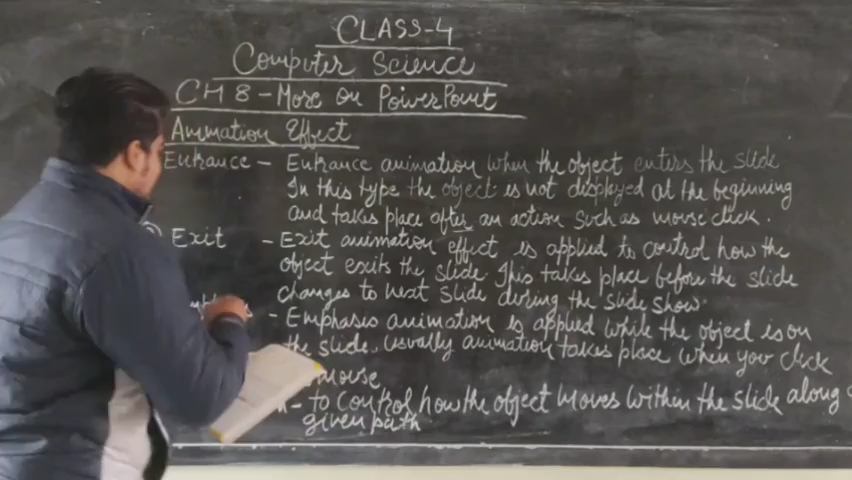 CLASS-4
Computer Science
CH 8 - More on PowerPoint
Animation Effect
Entrance - Entrance animation when the object enters the slide
In this type the object is not displayed at the beginning
and takes place after an action such as mouse click.
Exit - Exit animation effect is applied to control how the
object exits the slide. This takes place before the slide
changes to next slide during the slide show.
- Emphasis animation is applied while the object is on
the slide. usually animation takes place when you click
mouse
- to control how the object moves within the slide along
given path